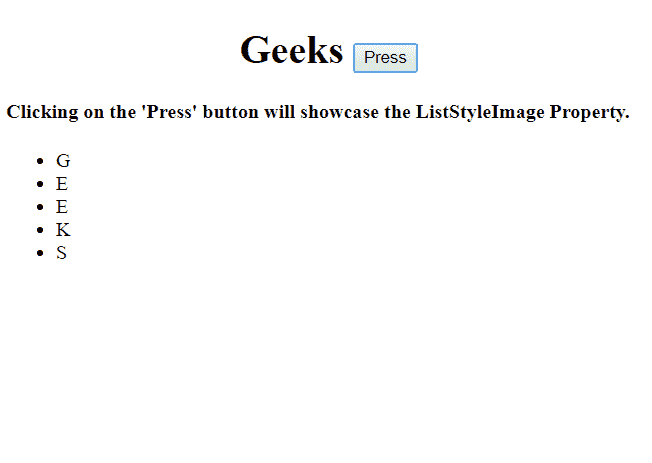 Geeks Press
Clicking on the 'Press' button will showcase the ListStyleImage Property.
• G
• E
• E
• K
• S